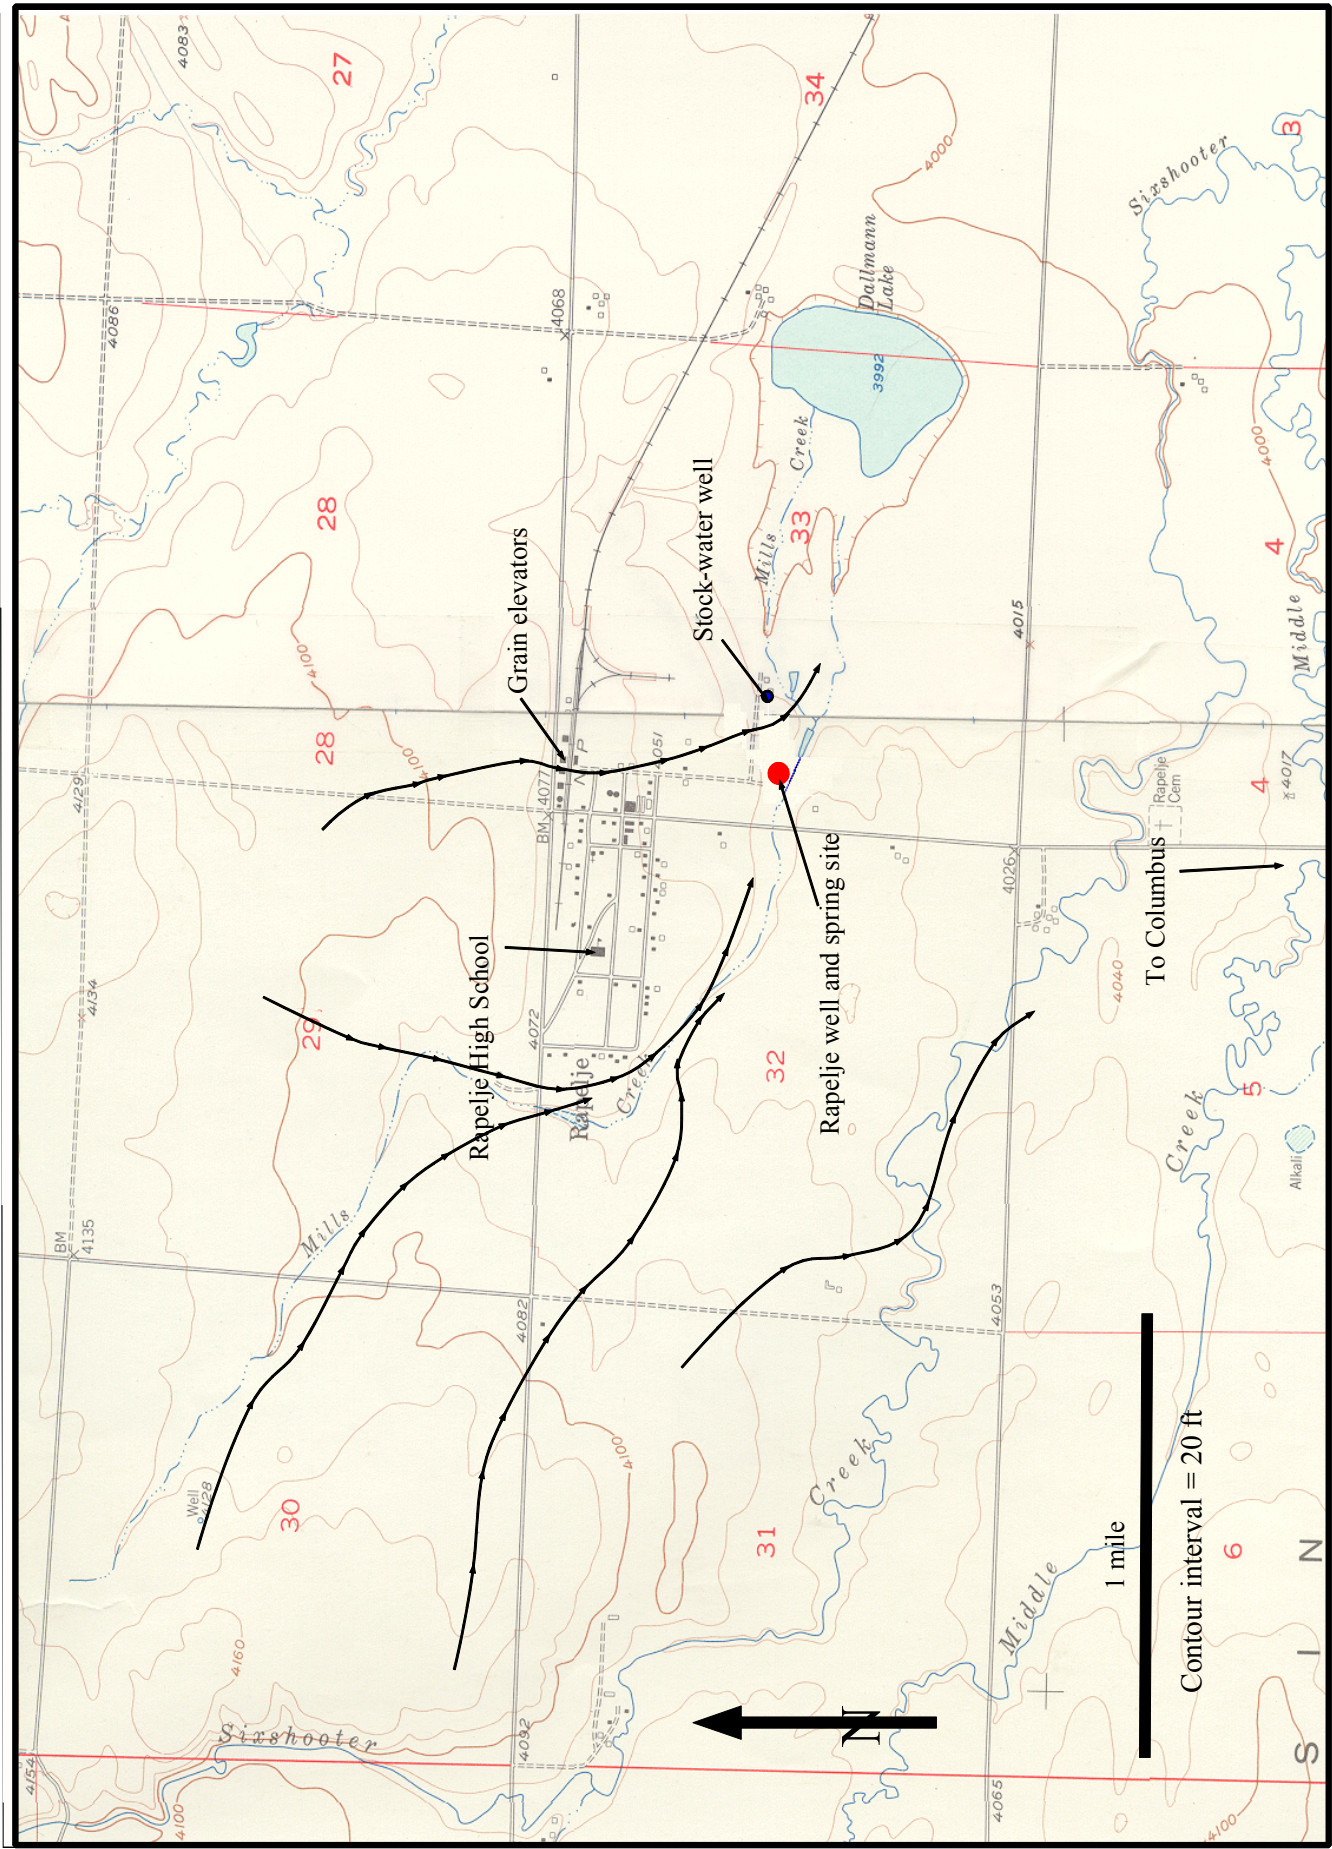 4083
27
34
4000
Sixshooter
3
4086
4068
Dallmann
Lake
3992
Creek
4000
28
Stock-water well
33
Mills
4
Grain elevators
4015
Middle
4100
28
4100
4129
4077
BM
N P
4051
Rapelje
Cem
4
4017
4026
To Columbus
Rapelje well and spring site
Rapelje High School
4134
29
4072
4040
Rapelje
Creek
32
5
Creek
Alkali
BM
4135
Mills
4082
4053
Well
4128
30
4100
Creek
31
1 mile
Contour interval = 20 ft
6
Middle
4160
Sixshooter
N
4092
4154
4100
4065
4100
S I N